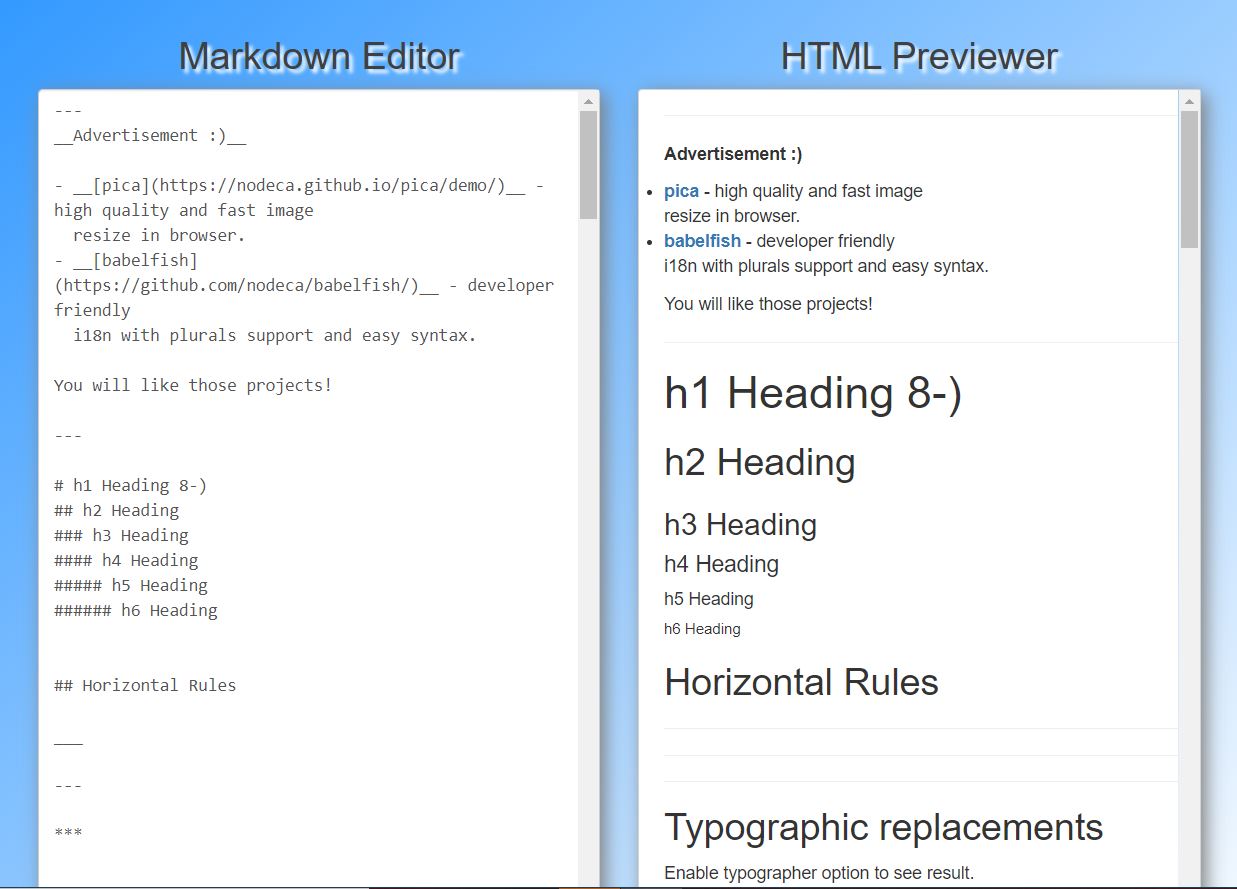 Markdown Editor
---
__Advertisement :)__
- __[pica](https://nodeca.github.io/pica/demo/)__ -
high quality and fast image
  resize in browser.
- __[babelfish]
(https://github.com/nodeca/babelfish/)__ - developer
friendly
  i18n with plurals support and easy syntax.
You will like those projects!
---
# h1 Heading 8-)
## h2 Heading
### h3 Heading
#### h4 Heading
##### h5 Heading
###### h6 Heading
## Horizontal Rules
___
---
***
HTML Previewer
Advertisement :)
• pica - high quality and fast image
resize in browser.
• babelfish - developer friendly
i18n with plurals support and easy syntax.
You will like those projects!
h1 Heading 8-)
h2 Heading
h3 Heading
h4 Heading
h5 Heading
h6 Heading
Horizontal Rules
Typographic replacements
Enable typographer option to see result.